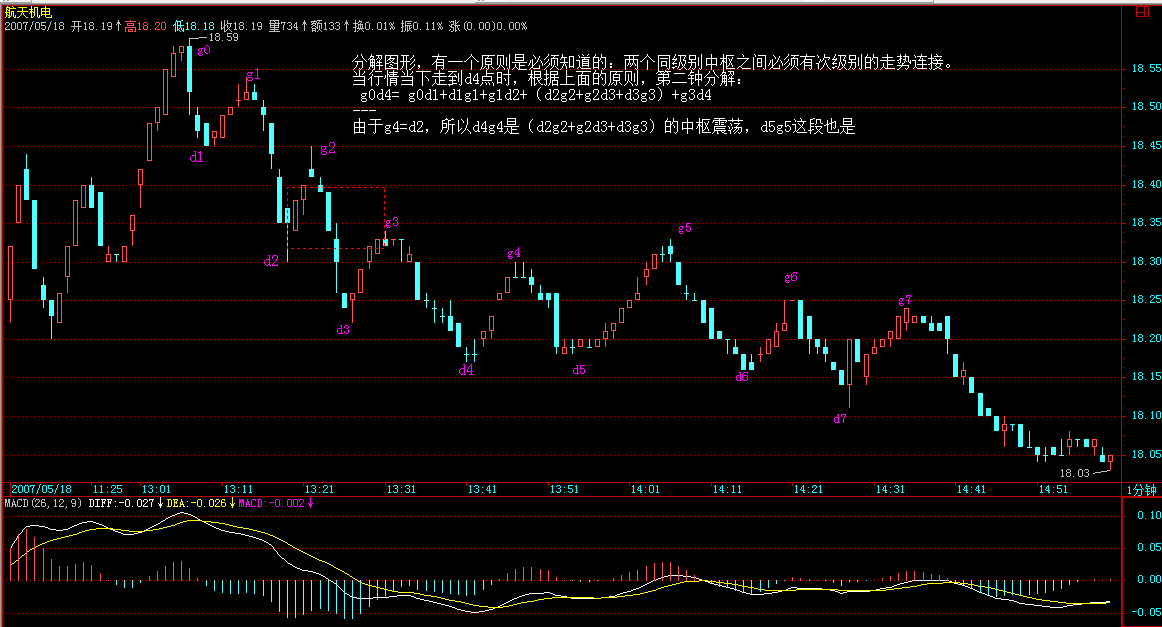 航天机电
2007/05/18 开18.19↑高18.20 低18.18 收18.19 量734↑额133↑换0.01% 振0.11% 涨(0.00)0.00%
日
18.59
g0
分解图形，有一个原则是必须知道的：两个同级别中枢之间必须有次级别的走势连接。
当行情当下走到d4点时，根据上面的原则，第二钟分解：
g0d4= g0d1+d1g1+g1d2+（d2g2+g2d3+d3g3）+g3d4
---
由于g4=d2，所以d4g4是（d2g2+g2d3+d3g3）的中枢震荡，d5g5这段也是
18.55
g1
18.50
18.45
g2
d1
18.40
18.35
g3
g5
g4
18.30
d2
g6
18.25
g7
d3
18.20
d4
d5
18.15
d6
18.10
d7
18.05
18.03
2007/05/18 11:25 13:01 13:11 13:21 13:31 13:41 13:51 14:01 14:11 14:21 14:31 14:41 14:51 1分钟
MACD(26,12,9) DIFF:-0.027↓DEA:-0.026↓MACD:-0.002↓
0.10
0.05
0.00
-0.05